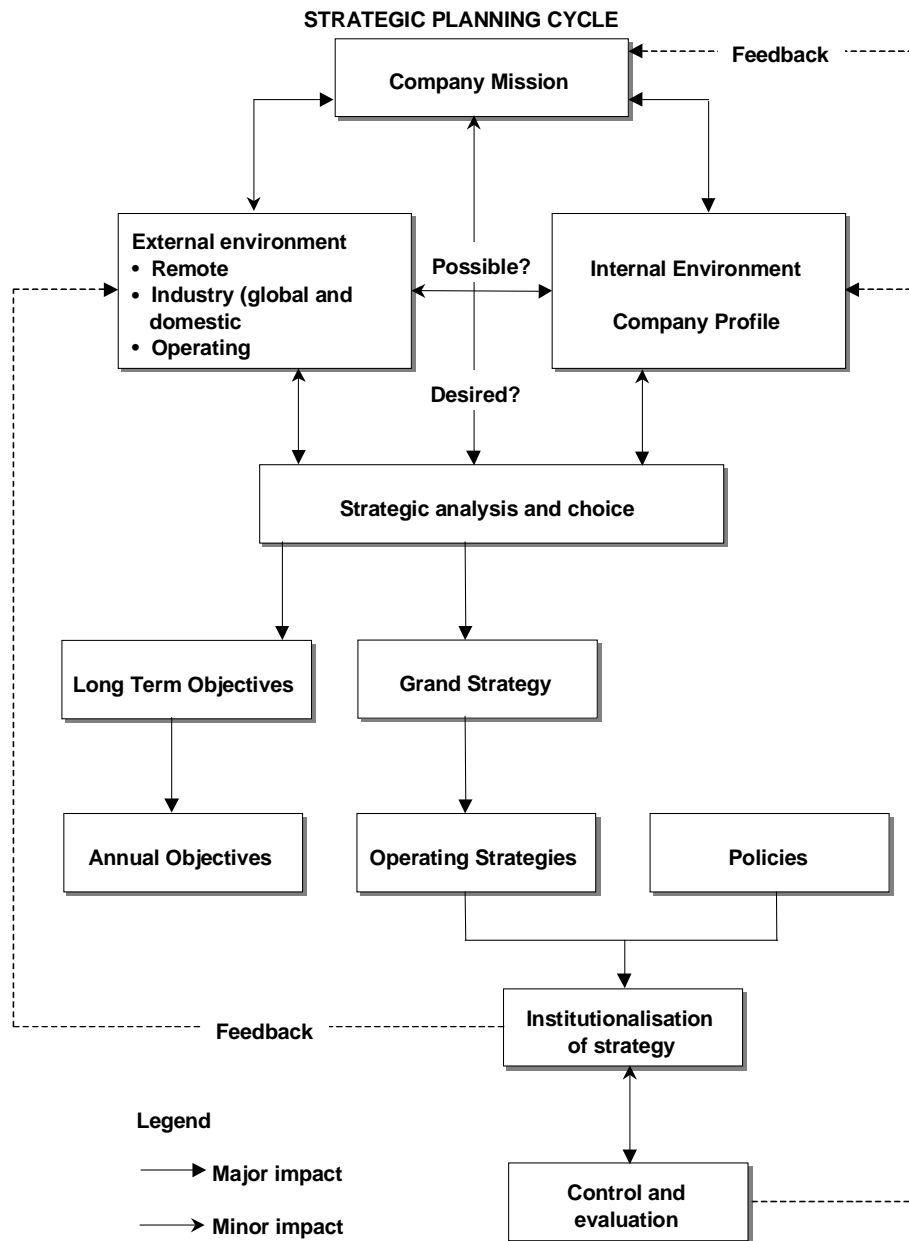 STRATEGIC PLANNING CYCLE
Feedback
Company Mission
External environment
• Remote
• Industry (global and
domestic
• Operating
Possible?
Internal Environment
Company Profile
Desired?
Strategic analysis and choice
Long Term Objectives
Grand Strategy
Annual Objectives
Operating Strategies
Policies
Institutionalisation
of strategy
Feedback
Legend
Major impact
Minor impact
Control and
evaluation